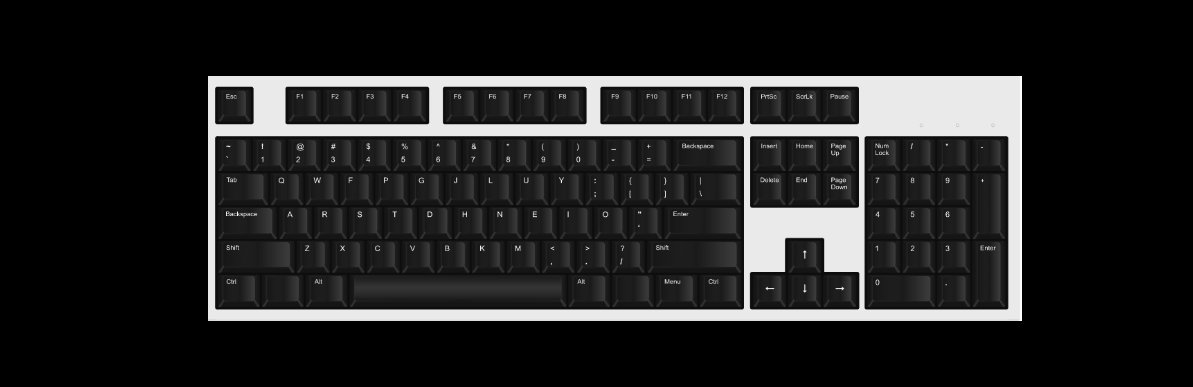 Esc F1 F2 F3 F4 F5 F6 F7 F8 F9 F10 F11 F12 PrtSc ScrLk Pause
~ ! @ # $ % ^ & * ( ) _ + Backspace Insert Home Page Num / * -
` 1 2 3 4 5 6 7 8 9 0 - = Up Lock
Tab Q W F P G J L U Y : { } | Delete End Page 7 8 9 +
; [ ] \ Down
Backspace A R S T D H N E I O " Enter 4 5 6
'
Shift Z X C V B K M < > ? Shift ↑ 1 2 3 Enter
, . /
Ctrl Alt Alt Menu Ctrl ← ↓ → 0 .